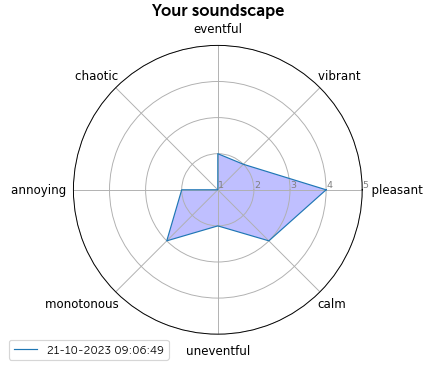 Your soundscape
eventful
chaotic
vibrant
annoying
1
2
3
4
5
pleasant
monotonous
calm
21-10-2023 09:06:49
uneventful